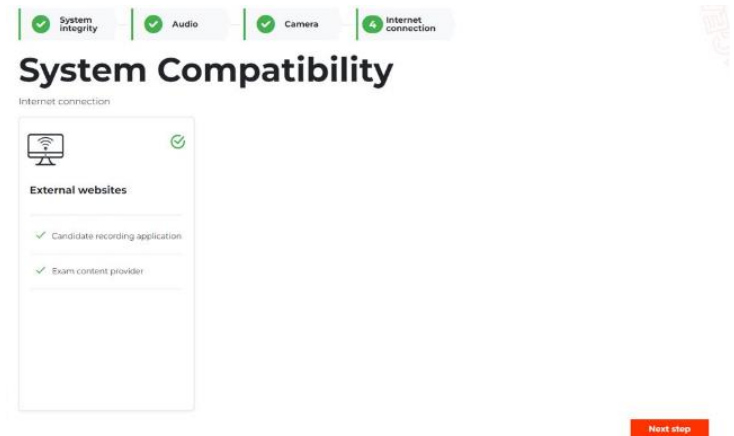 System
integrity
Audio
Camera
4
Internet
connection
System Compatibility
Internet connection
External websites
Candidate recording application
Exam content provider
Next step